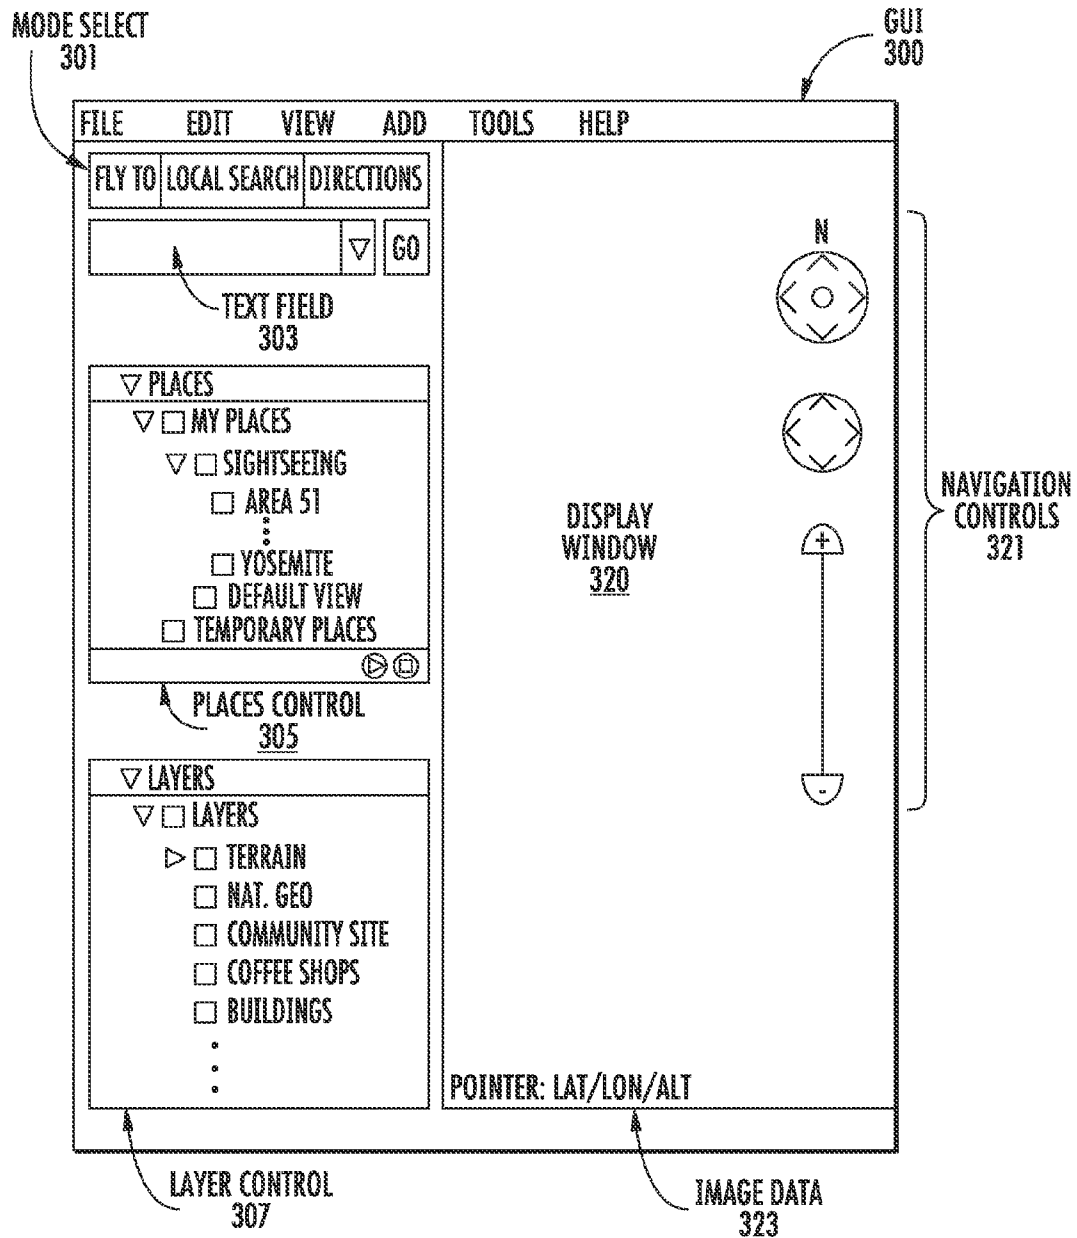 MODE SELECT
301
GUI
300
FILE EDIT VIEW ADD TOOLS HELP
FLY TO LOCAL SEARCH DIRECTIONS
GO
TEXT FIELD
303
PLACES
MY PLACES
SIGHTSEEING
AREA 51
YOSEMITE
DEFAULT VIEW
TEMPORARY PLACES
PLACES CONTROL
305
LAYERS
LAYERS
TERRAIN
NAT. GEO
COMMUNITY SITE
COFFEE SHOPS
BUILDINGS
LAYER CONTROL
307
N
DISPLAY
WINDOW
320
+
-
NAVIGATION
CONTROLS
321
POINTER: LAT/LON/ALT
IMAGE DATA
323